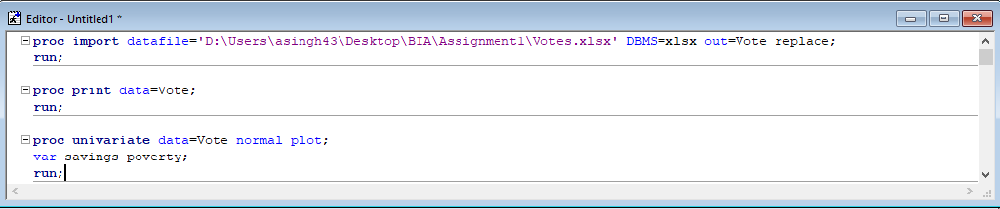 Editor - Untitled1 *
proc import datafile='D:\Users\asingh43\Desktop\BIA\Assignment1\Votes.xlsx' DBMS=xlsx out=Vote replace;
run;
proc print data=Vote;
run;
proc univariate data=Vote normal plot;
var savings poverty;
run;